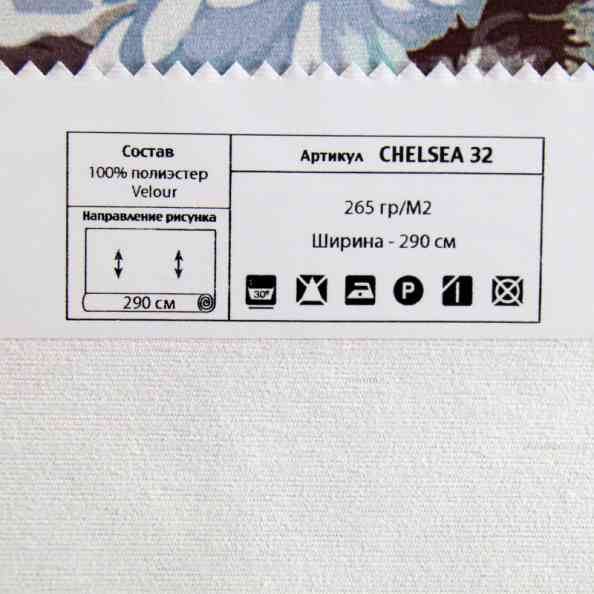 Состав
100% полиэстер
Velour
Направление рисунка
290 см
Артикул CHELSEA 32
265 гр/М2
Ширина - 290 см
30°
P